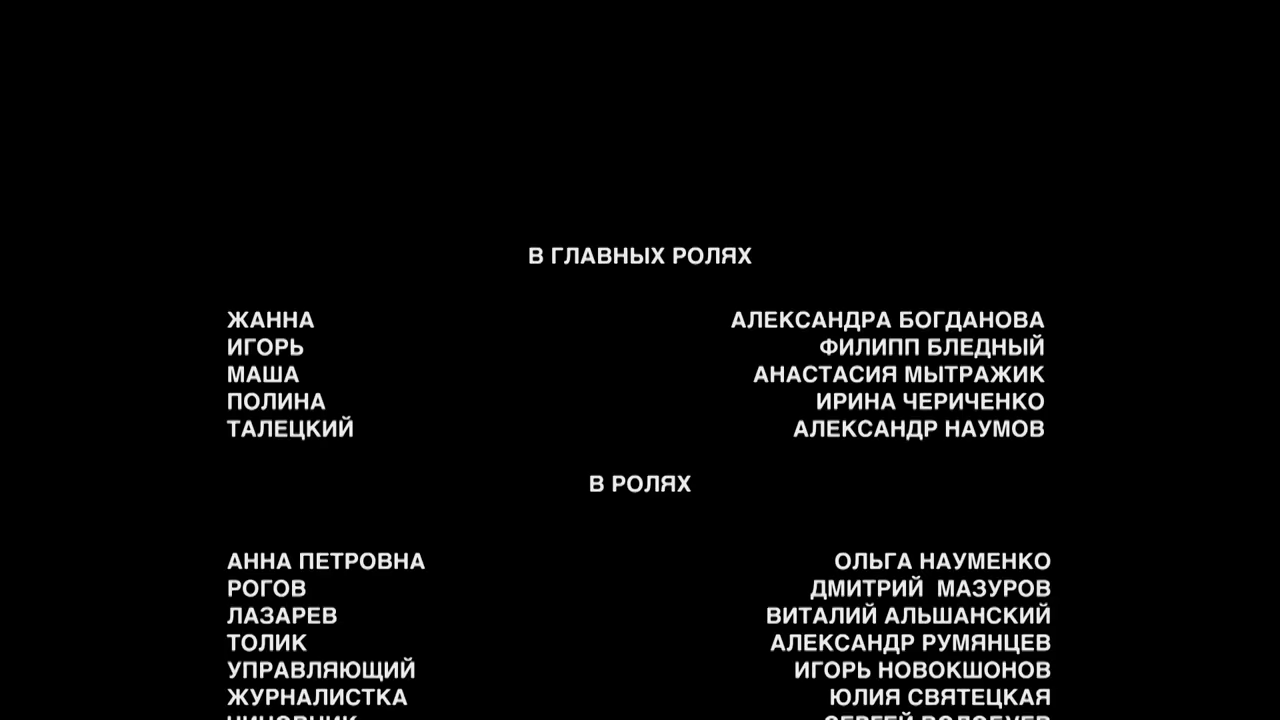 В ГЛАВНЫХ РОЛЯХ
ЖАННА АЛЕКСАНДРА БОГДАНОВА
ИГОРЬ ФИЛИПП БЛЕДНЫЙ
МАША АНАСТАСИЯ МЫТРАЖИК
ПОЛИНА ИРИНА ЧЕРИЧЕНКО
ТАЛЕЦКИЙ АЛЕКСАНДР НАУМОВ
В РОЛЯХ
АННА ПЕТРОВНА ОЛЬГА НАУМЕНКО
РОГОВ ДМИТРИЙ МАЗУРОВ
ЛАЗАРЕВ ВИТАЛИЙ АЛЬШАНСКИЙ
ТОЛИК АЛЕКСАНДР РУМЯНЦЕВ
УПРАВЛЯЮЩИЙ ИГОРЬ НОВОКШОНОВ
ЖУРНАЛИСТКА ЮЛИЯ СВЯТЕЦКАЯ